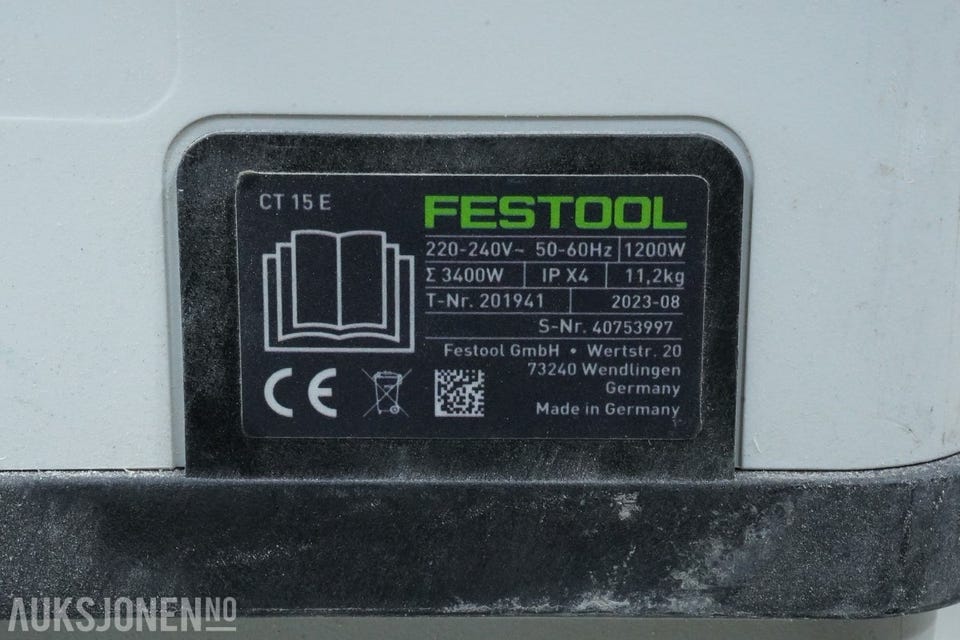 CT 15 E
FESTOOL
220-240V~ 50-60Hz 1200W
Σ 3400W IP X4 11,2kg
T-Nr. 201941 2023-08
S-Nr. 40753997
Festool GmbH • Wertstr. 20
73240 Wendlingen
Germany
Made in Germany
CE
AUKSJONEN.NO